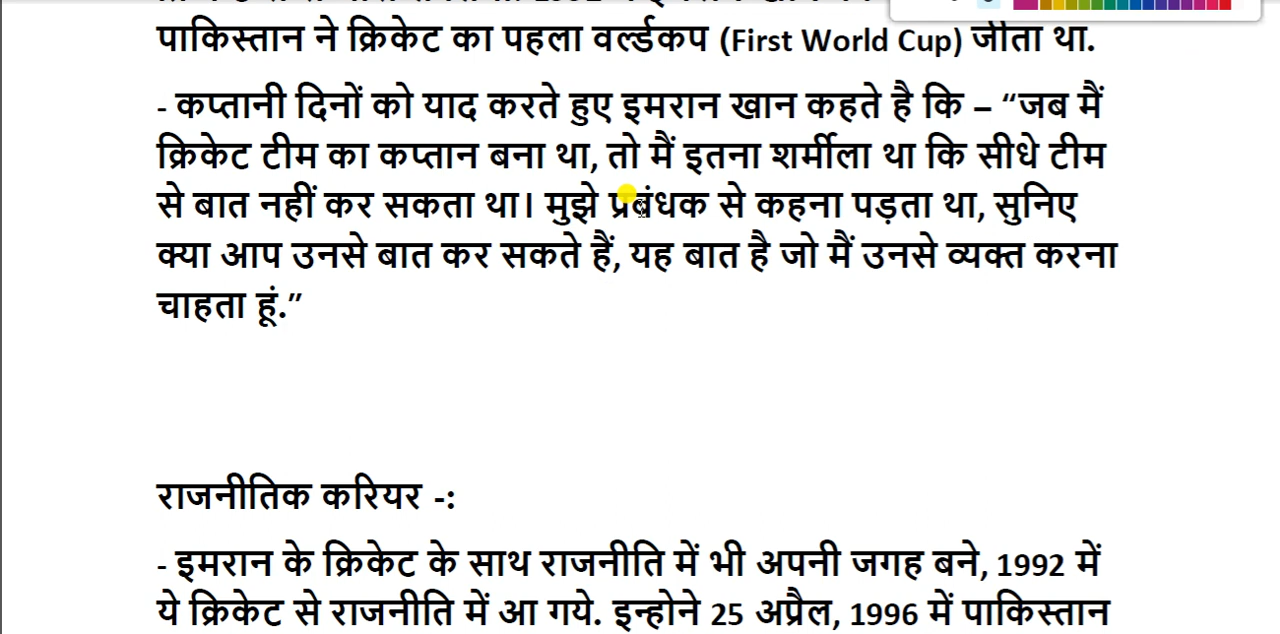 पाकिस्तान ने क्रिकेट का पहला वर्ल्डकप (First World Cup) जीता था.
- कप्तानी दिनों को याद करते हुए इमरान खान कहते है कि – “जब मैं
क्रिकेट टीम का कप्तान बना था, तो मैं इतना शर्मीला था कि सीधे टीम
से बात नहीं कर सकता था। मुझे प्रबंधक से कहना पड़ता था, सुनिए
क्या आप उनसे बात कर सकते हैं, यह बात है जो मैं उनसे व्यक्त करना
चाहता हूं.”
राजनीतिक करियर -:
- इमरान के क्रिकेट के साथ राजनीति में भी अपनी जगह बने, 1992 में
ये क्रिकेट से राजनीति में आ गये. इन्होने 25 अप्रैल, 1996 में पाकिस्तान